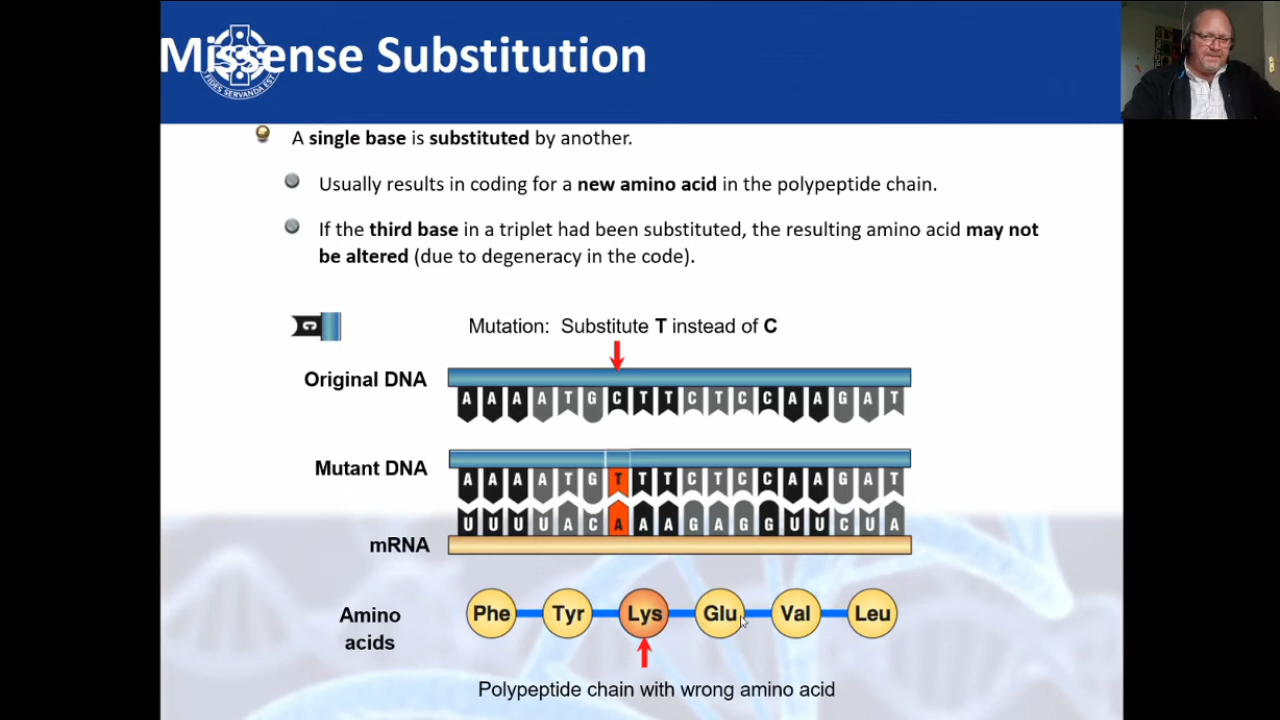 Missense Substitution
FIDES SERVANDA EST
A single base is substituted by another.
Usually results in coding for a new amino acid in the polypeptide chain.
If the third base in a triplet had been substituted, the resulting amino acid may not
be altered (due to degeneracy in the code).
C
Mutation: Substitute T instead of C
Original DNA
A A A A T G C T T C T C C A A G A T
Mutant DNA
A A A A T G T T T C T C C A A G A T
U U U U A C A A A G A G G U U C U A
mRNA
Amino
acids
Phe Tyr Lys Glu Val Leu
Polypeptide chain with wrong amino acid